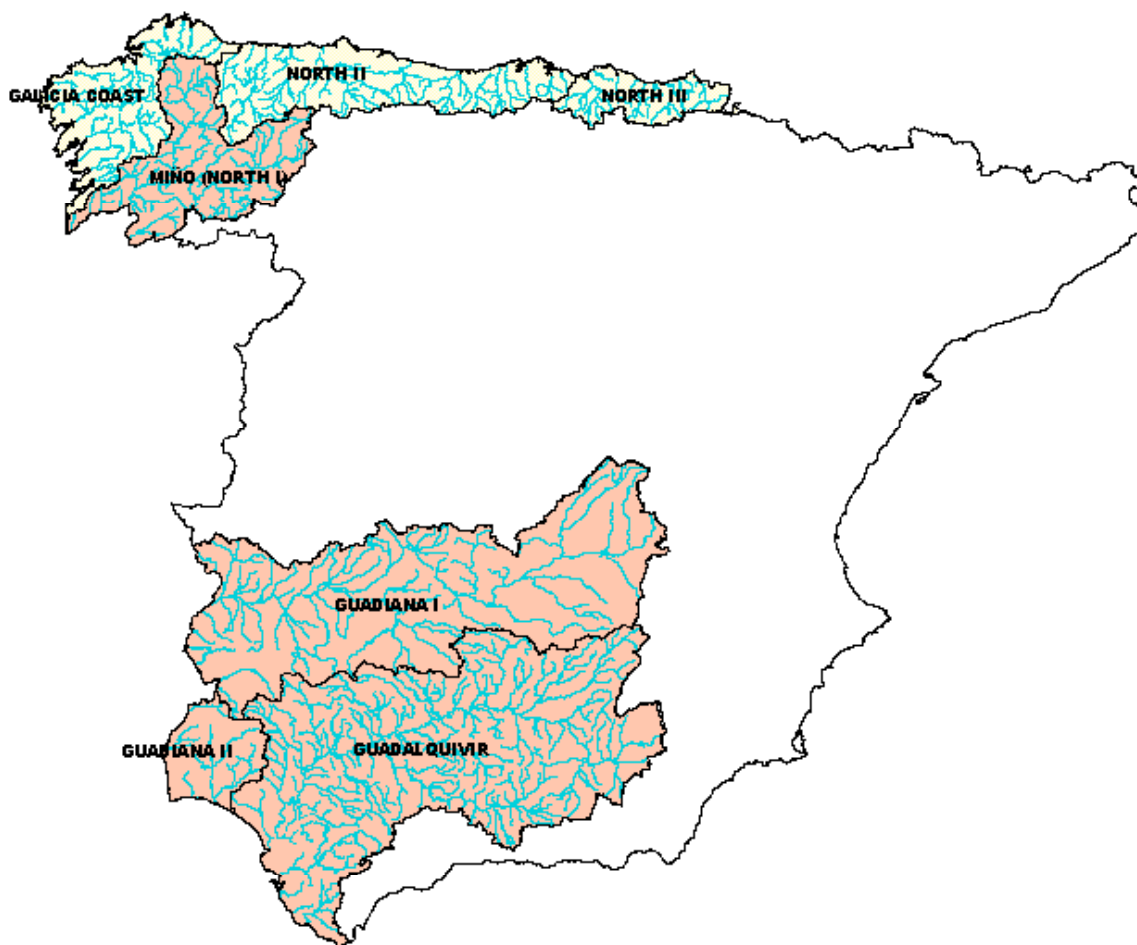 NORTH II
GALICIA COAST
NORTH III
MIÑO (NORTH I)
GUADIANA I
GUADIANA II
GUADALQUIVIR